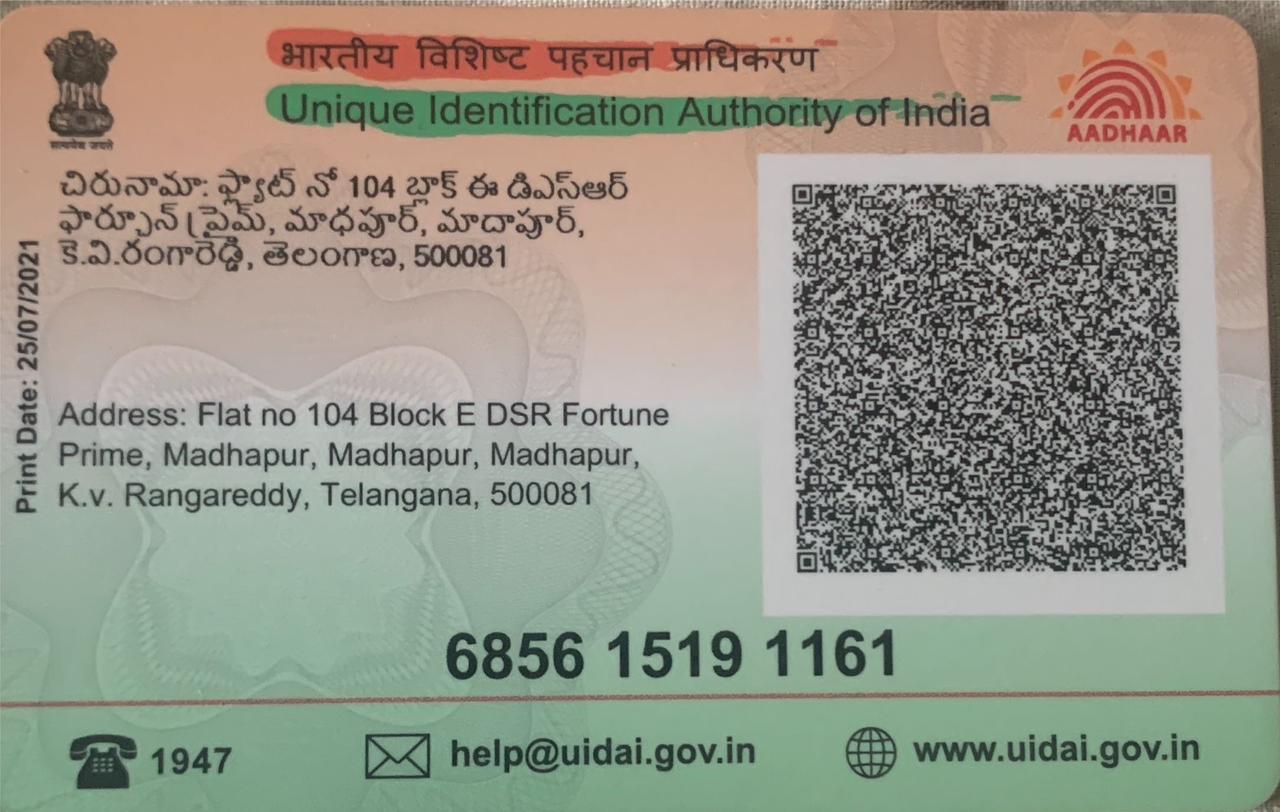 भारतीय विशिष्ट पहचान प्राधिकरण
Unique Identification Authority of India
सत्यमेव जयते
AADHAAR
చిరునామా: ఫ్లాట్ నో 104 బ్లాక్ ఈ డిఎస్ఆర్
ఫార్చూన్ ప్రైమ్, మాధపూర్, మాదాపూర్,
కె.వి.రంగారెడ్డి, తెలంగాణ, 500081
Print Date: 25/07/2021
Address: Flat no 104 Block E DSR Fortune
Prime, Madhapur, Madhapur, Madhapur,
K.v. Rangareddy, Telangana, 500081
6856 1519 1161
1947
help@uidai.gov.in
www.uidai.gov.in